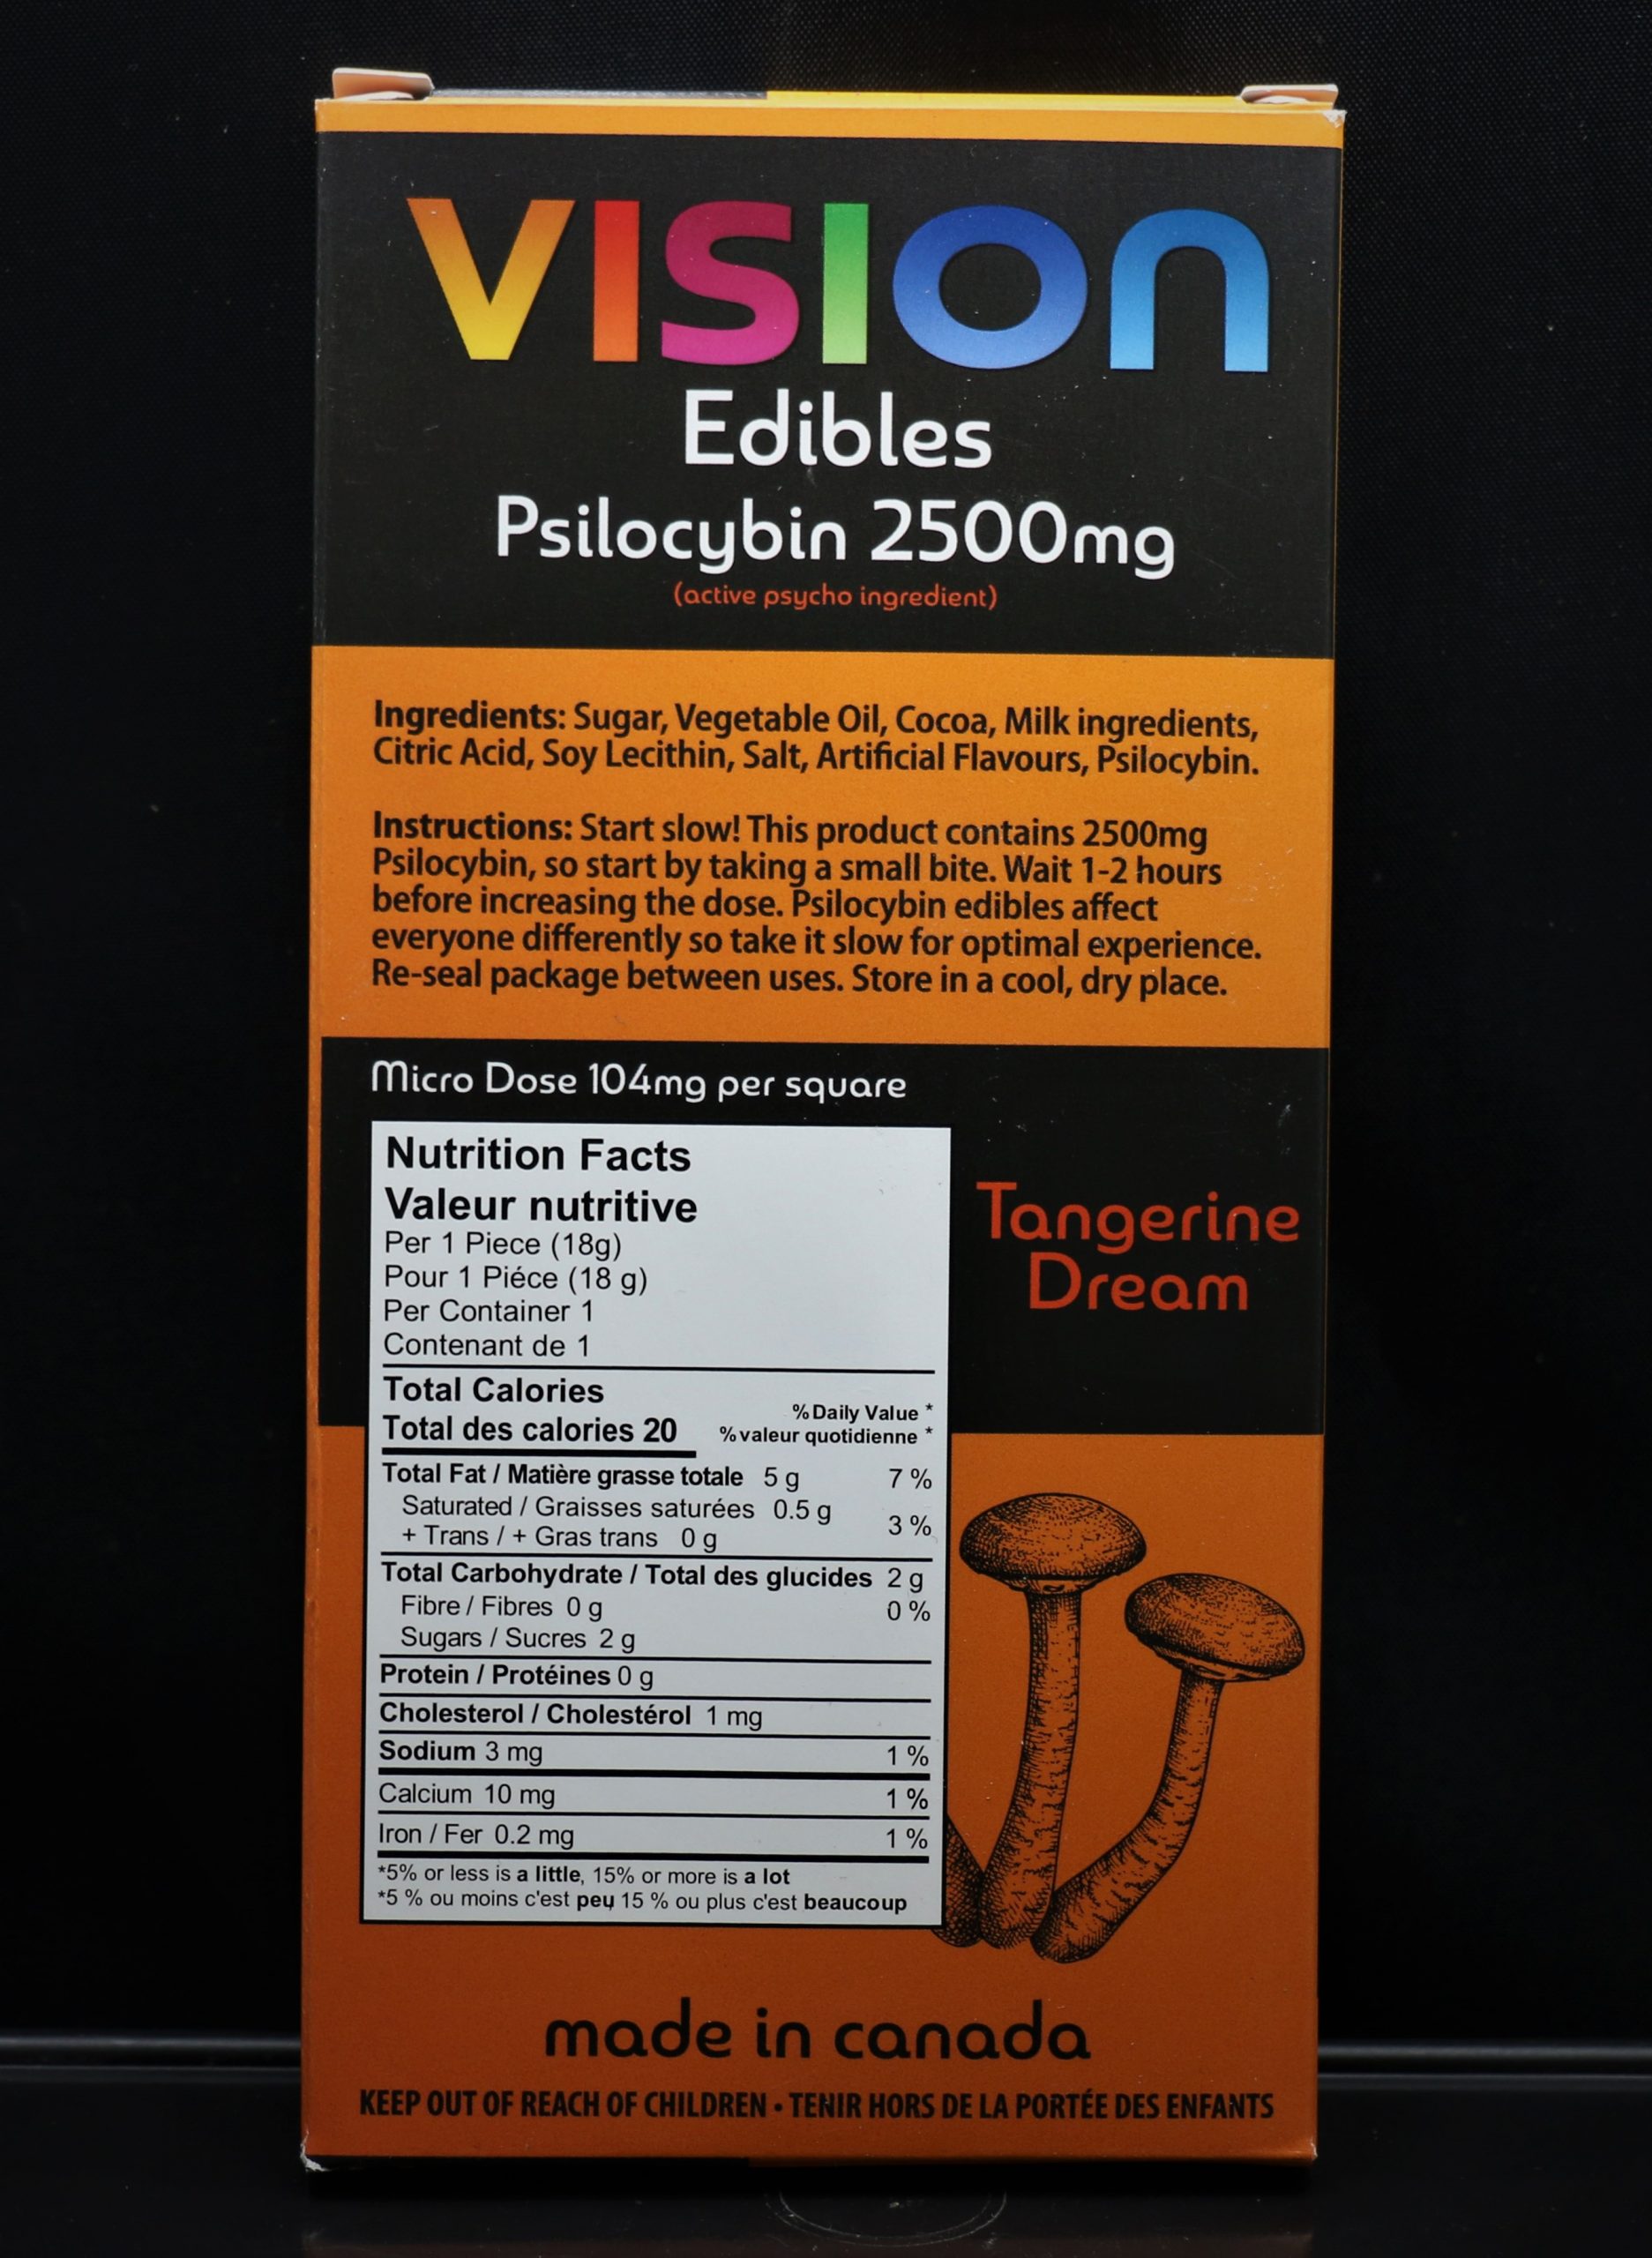 VISION
Edibles
Psilocybin 2500mg
(active psycho ingredient)
Ingredients: Sugar, Vegetable Oil, Cocoa, Milk ingredients,
Citric Acid, Soy Lecithin, Salt, Artificial Flavours, Psilocybin.
Instructions: Start slow! This product contains 2500mg
Psilocybin, so start by taking a small bite. Wait 1-2 hours
before increasing the dose. Psilocybin edibles affect
everyone differently so take it slow for optimal experience.
Re-seal package between uses. Store in a cool, dry place.
Micro Dose 104mg per square
Nutrition Facts
Valeur nutritive
Per 1 Piece (18g)
Pour 1 Piéce (18 g)
Per Container 1
Contenant de 1
Total Calories
Total des calories 20
% Daily Value *
% valeur quotidienne *
Total Fat / Matière grasse totale 5 g 7 %
Saturated / Graisses saturées 0.5 g
+ Trans / + Gras trans 0 g
3 %
Total Carbohydrate / Total des glucides 2 g
Fibre / Fibres 0 g 0 %
Sugars / Sucres 2 g
Protein / Protéines 0 g
Cholesterol / Cholestérol 1 mg
Sodium 3 mg 1 %
Calcium 10 mg 1 %
Iron / Fer 0.2 mg 1 %
*5% or less is a little, 15% or more is a lot
*5 % ou moins c'est peu 15 % ou plus c'est beaucoup
Tangerine
Dream
made in canada
KEEP OUT OF REACH OF CHILDREN • TENIR HORS DE LA PORTÉE DES ENFANTS